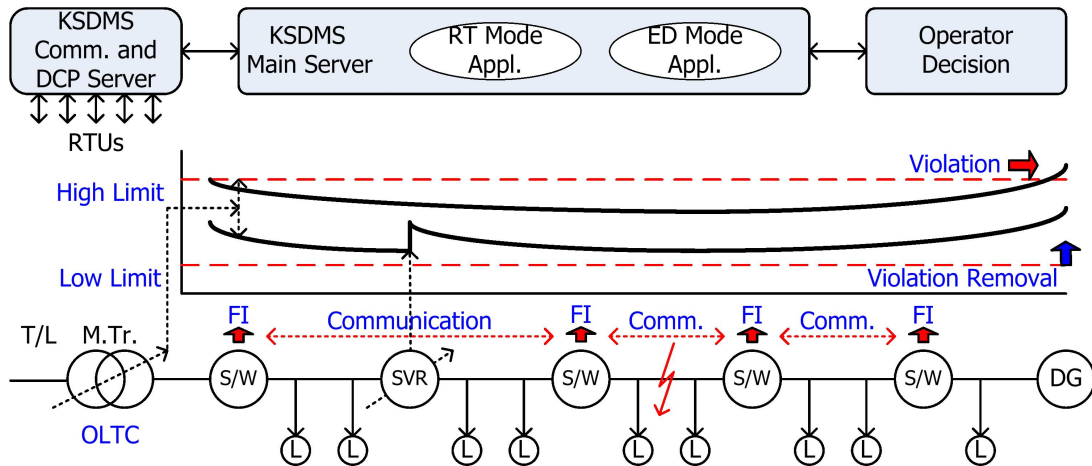 KSDMS
Comm. and
DCP Server
KSDMS
Main Server
RT Mode
Appl.
ED Mode
Appl.
Operator
Decision
RTUs
High Limit
Violation
Low Limit
Violation Removal
FI
Communication
FI
Comm.
FI
Comm.
FI
T/L
M.Tr.
S/W
SVR
S/W
S/W
S/W
DG
OLTC
L
L
L
L
L
L
L
L
L